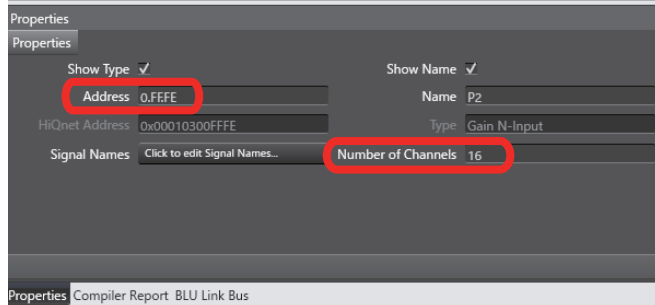 Properties
Properties
Show Type
Show Name
Address 0.FF.FE
Name P2
HiQnet Address 0x00010300FFFE
Type Gain N-Input
Signal Names Click to edit Signal Names...
Number of Channels 16
Properties Compiler Report BLU Link Bus